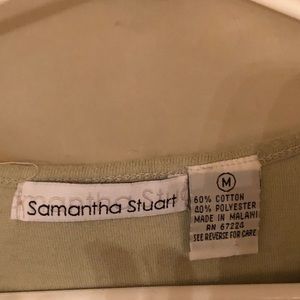 Samantha Stuart
M
60% COTTON
40% POLYESTER
MADE IN MALAWI
RN 67224
SEE REVERSE FOR CARE